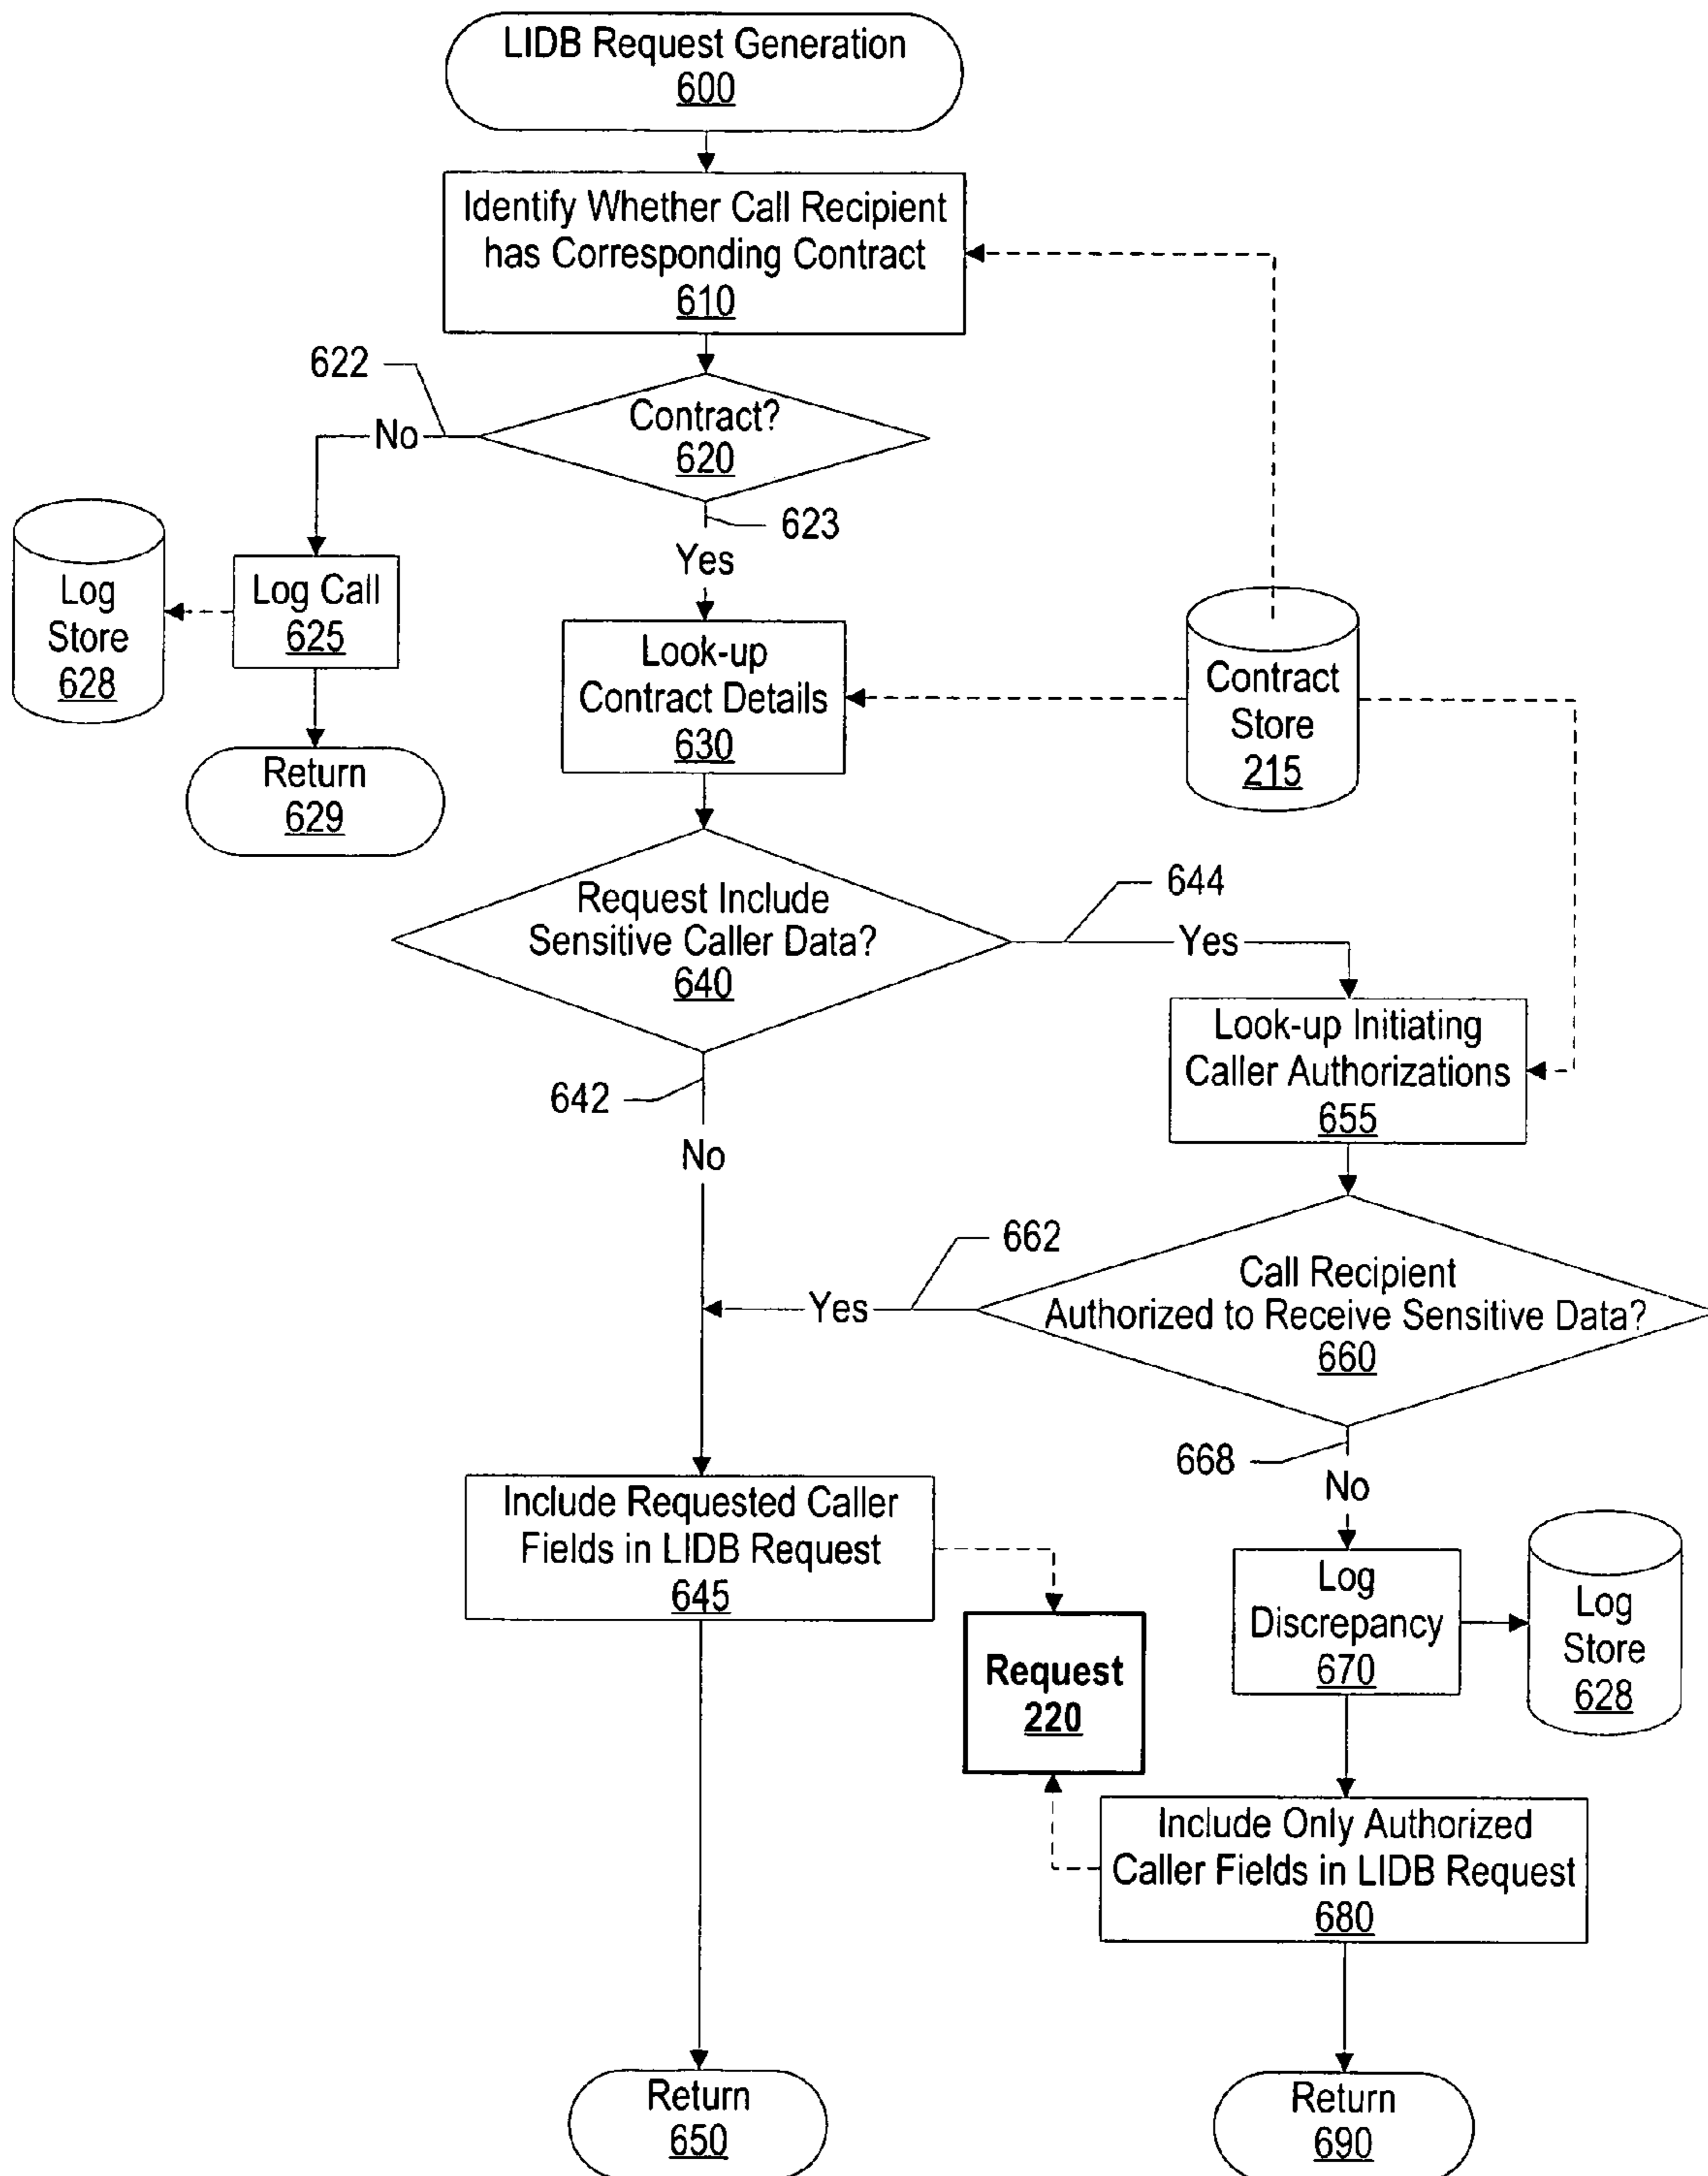 LIDB Request Generation
600
Identify Whether Call Recipient
has Corresponding Contract
610
622
Contract?
620
No
623
Yes
Log
Store
628
Log Call
625
Look-up
Contract Details
630
Contract
Store
215
Return
629
Request Include
Sensitive Caller Data?
640
644
Yes
642
No
Look-up Initiating
Caller Authorizations
655
662
Yes
Call Recipient
Authorized to Receive Sensitive Data?
660
668
No
Include Requested Caller
Fields in LIDB Request
645
Request
220
Log
Discrepancy
670
Log
Store
628
Include Only Authorized
Caller Fields in LIDB Request
680
Return
650
Return
690